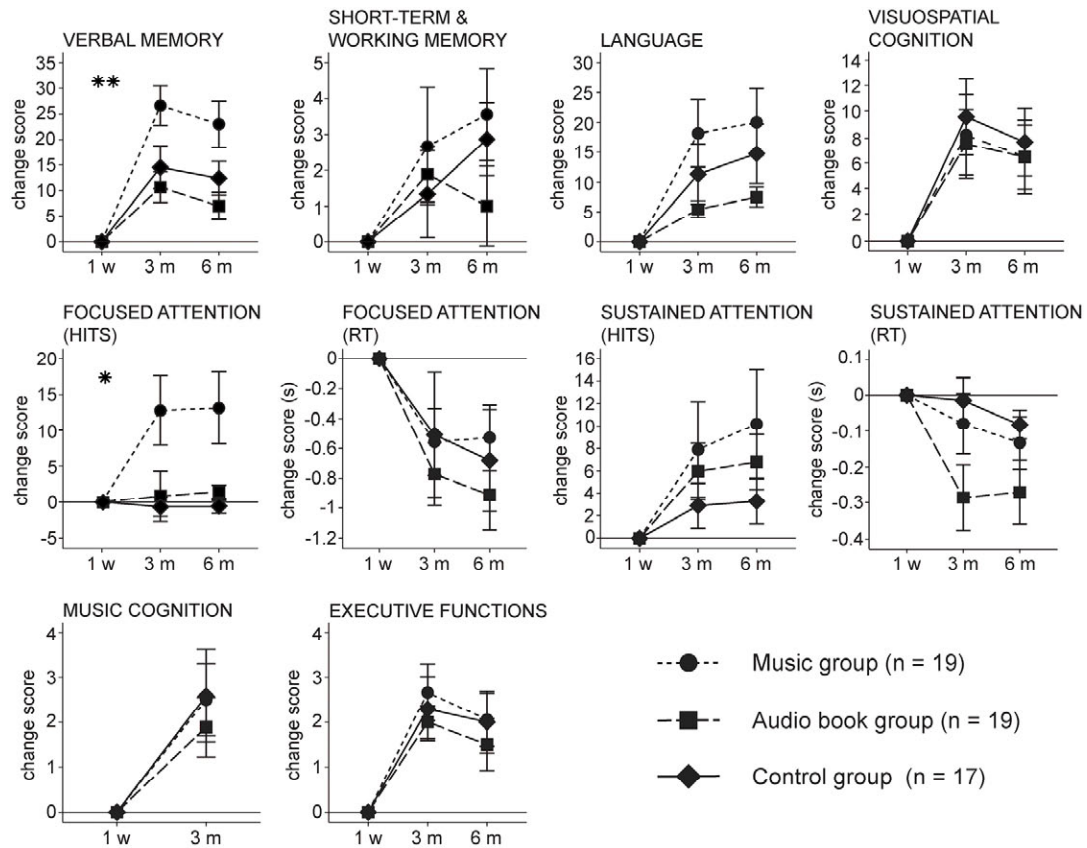 VERBAL MEMORY
change score
35
30
25
20
15
10
5
0
**
1 w 3 m 6 m
SHORT-TERM &
WORKING MEMORY
change score
5
4
3
2
1
0
1 w 3 m 6 m
LANGUAGE
change score
30
25
20
15
10
5
0
1 w 3 m 6 m
VISUOSPATIAL
COGNITION
change score
14
12
10
8
6
4
2
0
1 w 3 m 6 m
FOCUSED ATTENTION
(HITS)
change score
20
15
10
5
0
-5
*
1 w 3 m 6 m
FOCUSED ATTENTION
(RT)
change score (s)
0
-0.2
-0.4
-0.6
-0.8
-1
-1.2
1 w 3 m 6 m
SUSTAINED ATTENTION
(HITS)
change score
16
14
12
10
8
6
4
2
0
1 w 3 m 6 m
SUSTAINED ATTENTION
(RT)
change score (s)
0.1
0
-0.1
-0.2
-0.3
-0.4
1 w 3 m 6 m
MUSIC COGNITION
change score
4
3
2
1
0
1 w 3 m
EXECUTIVE FUNCTIONS
change score
4
3
2
1
0
1 w 3 m 6 m
Music group (n = 19)
Audio book group (n = 19)
Control group (n = 17)